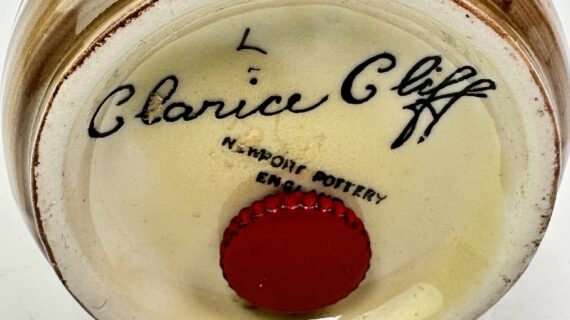 L
Clarice Cliff
NEWPORT POTTERY
ENGLAND